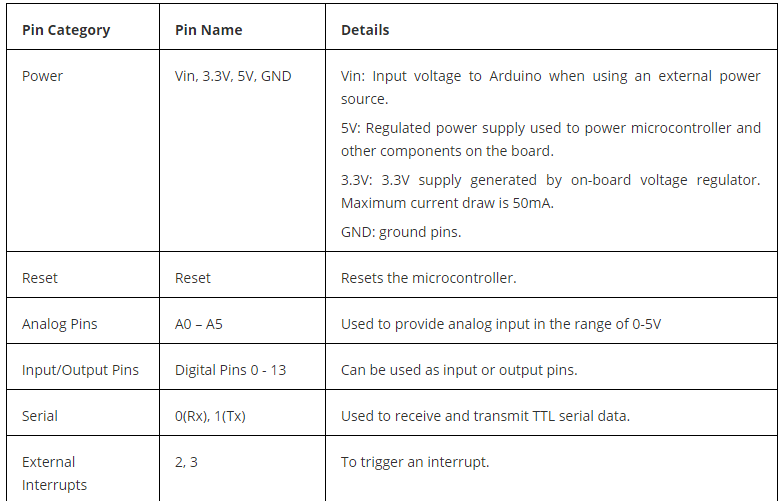 Pin Category Pin Name Details
Power Vin, 3.3V, 5V, GND Vin: Input voltage to Arduino when using an external power
source.
5V: Regulated power supply used to power microcontroller and
other components on the board.
3.3V: 3.3V supply generated by on-board voltage regulator.
Maximum current draw is 50mA.
GND: ground pins.
Reset Reset Resets the microcontroller.
Analog Pins A0 – A5 Used to provide analog input in the range of 0-5V
Input/Output Pins Digital Pins 0 - 13 Can be used as input or output pins.
Serial 0(Rx), 1(Tx) Used to receive and transmit TTL serial data.
External 2, 3 To trigger an interrupt.
Interrupts